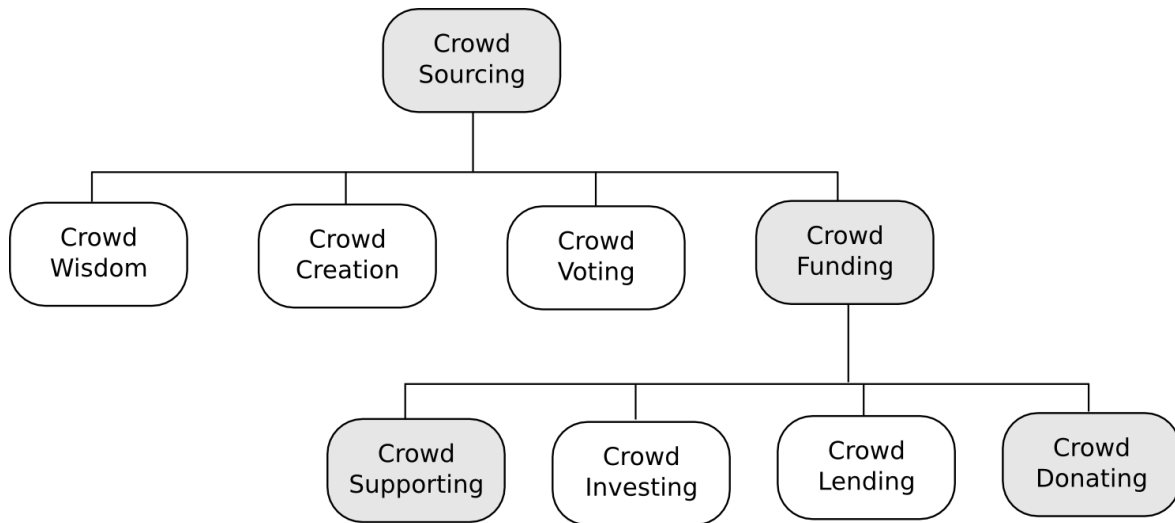 Crowd
Sourcing
Crowd
Wisdom
Crowd
Creation
Crowd
Voting
Crowd
Funding
Crowd
Supporting
Crowd
Investing
Crowd
Lending
Crowd
Donating